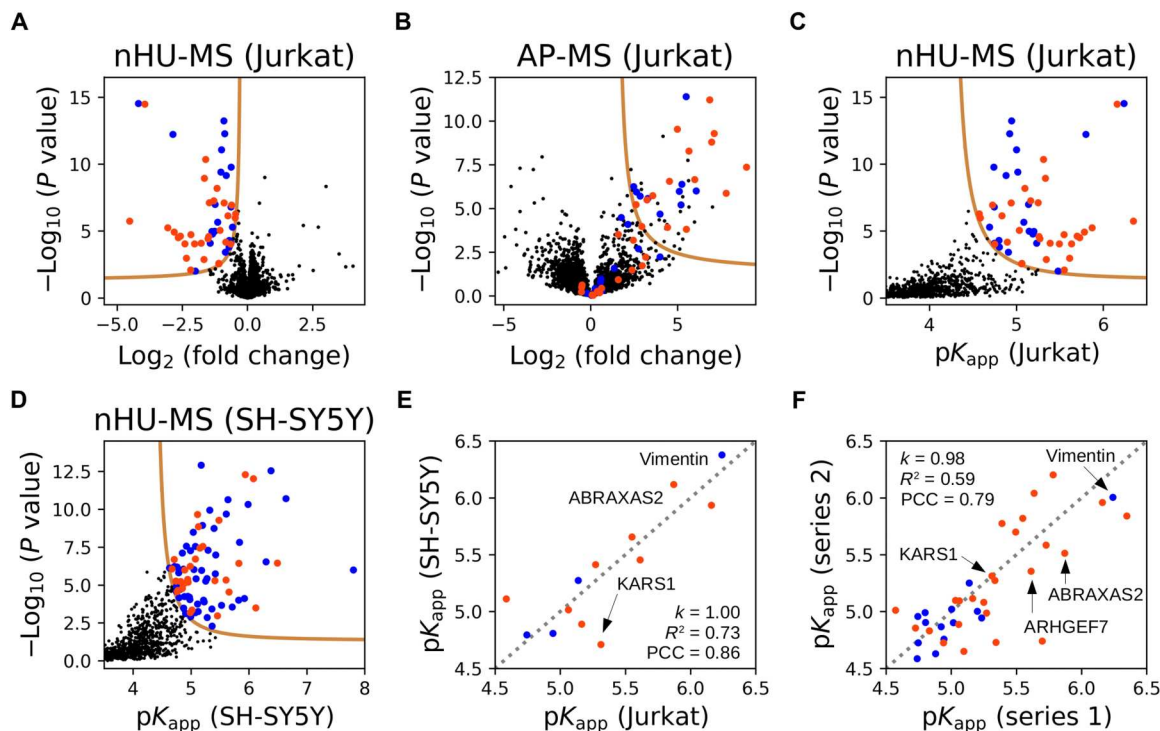 A
nHU-MS (Jurkat)
−Log₁₀ (P value)
15
10
5
0
−5.0
−2.5
0.0
2.5
Log₂ (fold change)
B
AP-MS (Jurkat)
−Log₁₀ (P value)
12.5
10.0
7.5
5.0
2.5
0.0
−5
0
5
Log₂ (fold change)
C
nHU-MS (Jurkat)
−Log₁₀ (P value)
15
10
5
0
4
5
6
pKapp (Jurkat)
D
nHU-MS (SH-SY5Y)
−Log₁₀ (P value)
12.5
10.0
7.5
5.0
2.5
0.0
4
5
6
7
8
pKapp (SH-SY5Y)
E
pKapp (SH-SY5Y)
6.5
6.0
5.5
5.0
4.5
Vimentin
ABRAXAS2
KARS1
k = 1.00
R² = 0.73
PCC = 0.86
4.5
5.0
5.5
6.0
6.5
pKapp (Jurkat)
F
pKapp (series 2)
6.5
6.0
5.5
5.0
4.5
k = 0.98
R² = 0.59
PCC = 0.79
Vimentin
KARS1
ABRAXAS2
ARHGEF7
4.5
5.0
5.5
6.0
6.5
pKapp (series 1)